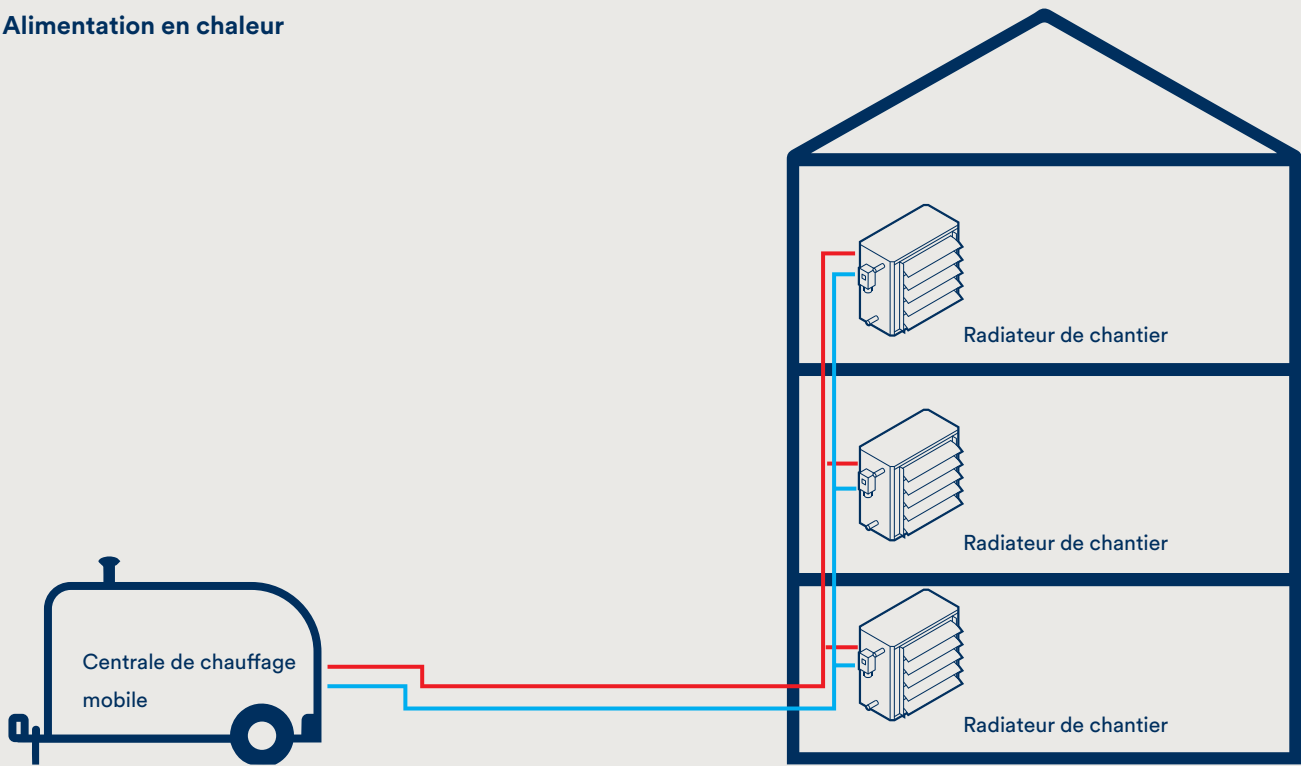 Alimentation en chaleur
Radiateur de chantier
Radiateur de chantier
Centrale de chauffage
mobile
Radiateur de chantier